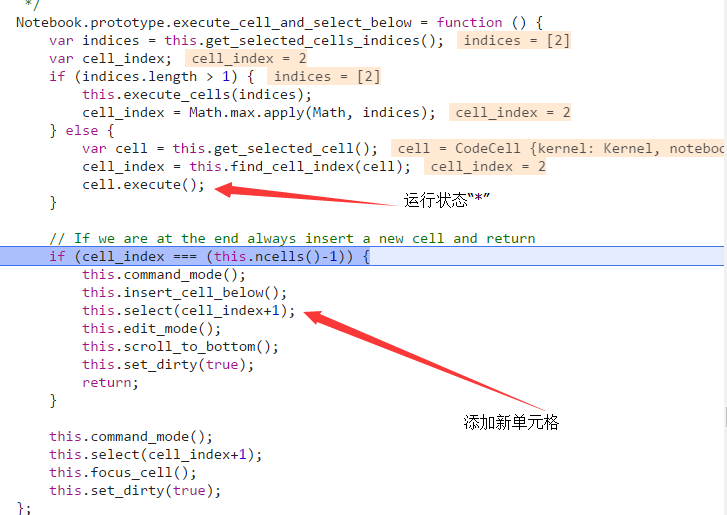 */
Notebook.prototype.execute_cell_and_select_below = function () {
    var indices = this.get_selected_cells_indices();  indices = [2]
    var cell_index;  cell_index = 2
    if (indices.length > 1) {  indices = [2]
        this.execute_cells(indices);
        cell_index = Math.max.apply(Math, indices);  cell_index = 2
    } else {
        var cell = this.get_selected_cell();  cell = CodeCell {kernel: Kernel, notebo
        cell_index = this.find_cell_index(cell);  cell_index = 2
        cell.execute();
运行状态“*”
    }
    // If we are at the end always insert a new cell and return
    if (cell_index === (this.ncells()-1)) {
        this.command_mode();
        this.insert_cell_below();
        this.select(cell_index+1);
        this.edit_mode();
        this.scroll_to_bottom();
        this.set_dirty(true);
        return;
    }
添加新单元格
    this.command_mode();
    this.select(cell_index+1);
    this.focus_cell();
    this.set_dirty(true);
};